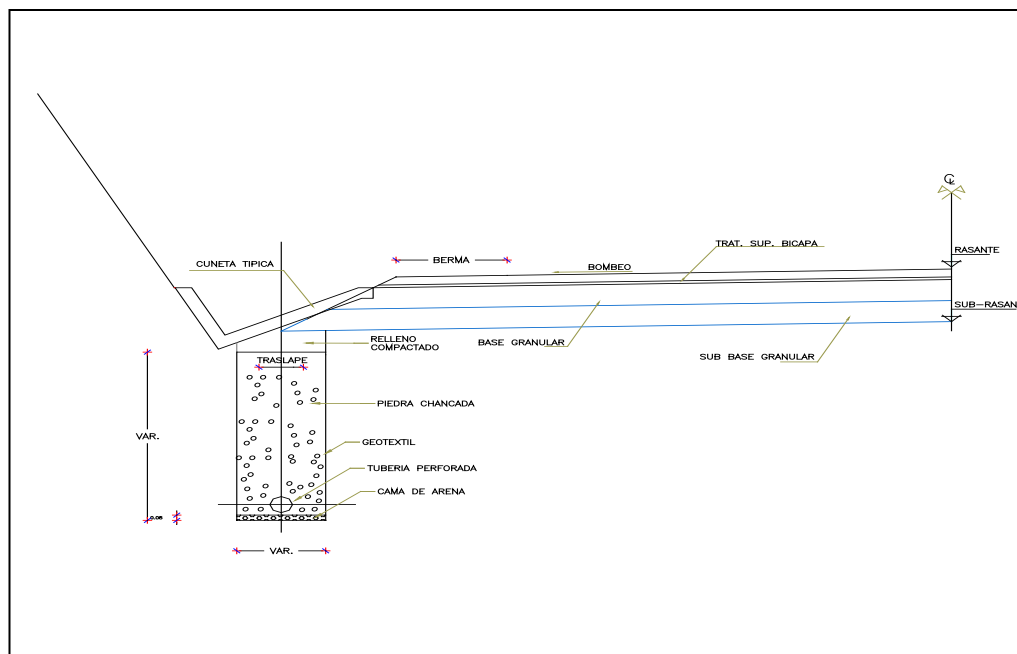 CL
RASANTE
TRAT. SUP. BICAPA
CUNETA TIPICA
BERMA
BOMBEO
SUB-RASAN
RELLENO
COMPACTADO
BASE GRANULAR
SUB BASE GRANULAR
TRASLAPE
PIEDRA CHANCADA
VAR.
GEOTEXTIL
TUBERIA PERFORADA
CAMA DE ARENA
VAR.